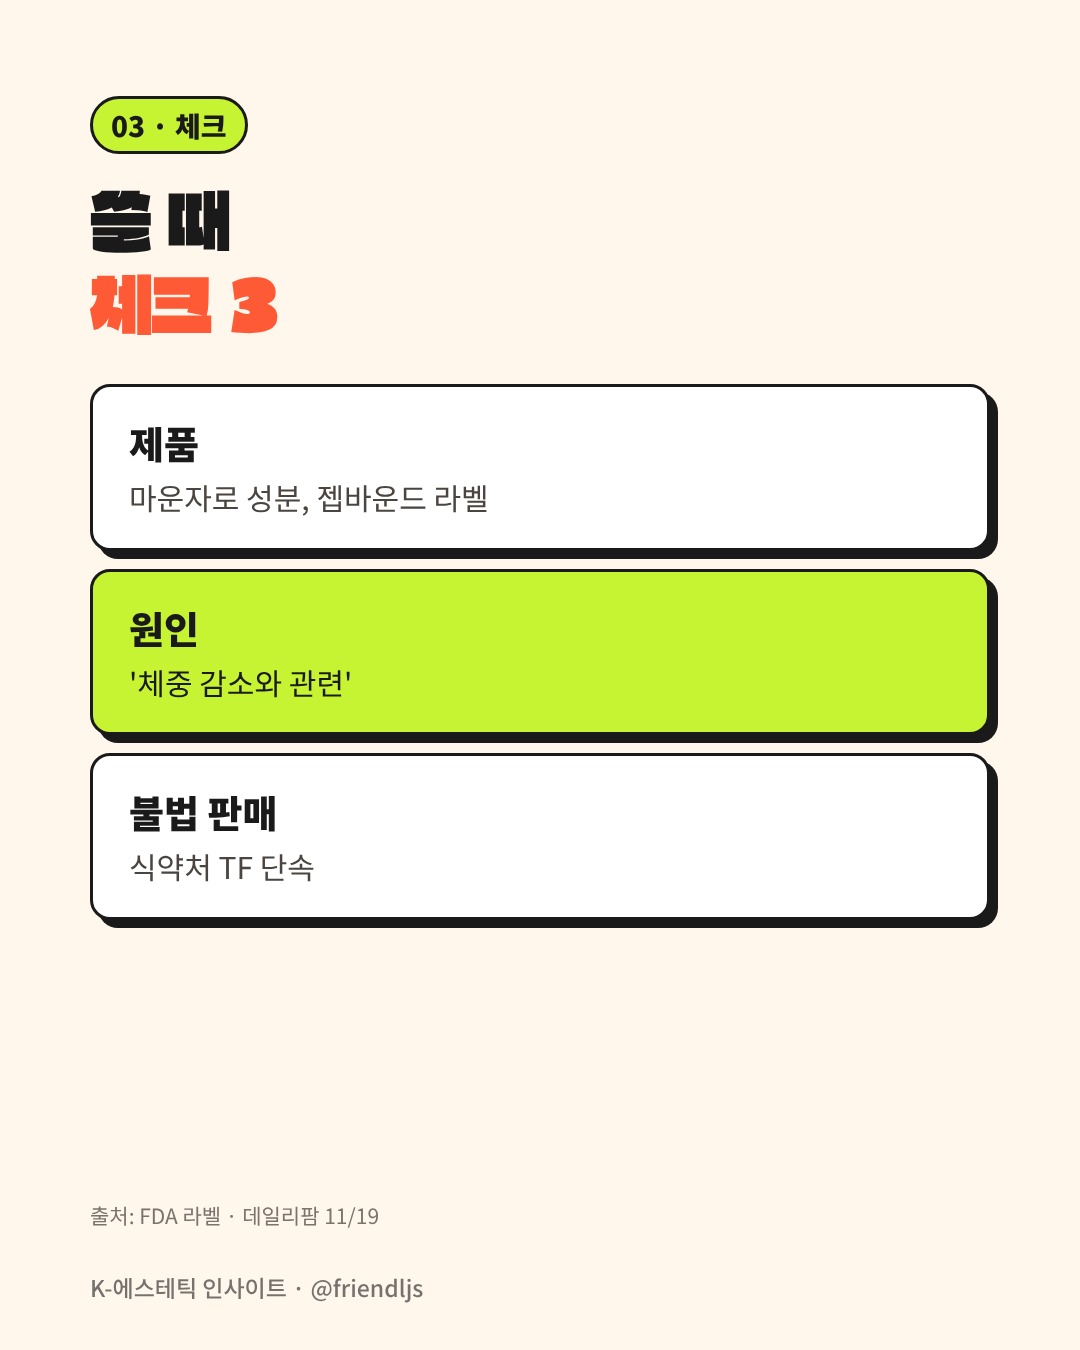 03 · 체크
쓸 때
체크 3
제품
마운자로 성분, 젭바운드 라벨
원인
'체중 감소와 관련'
불법 판매
식약처 TF 단속
출처: FDA 라벨 · 데일리팜 11/19
K-에스테틱 인사이트 · @friendljs